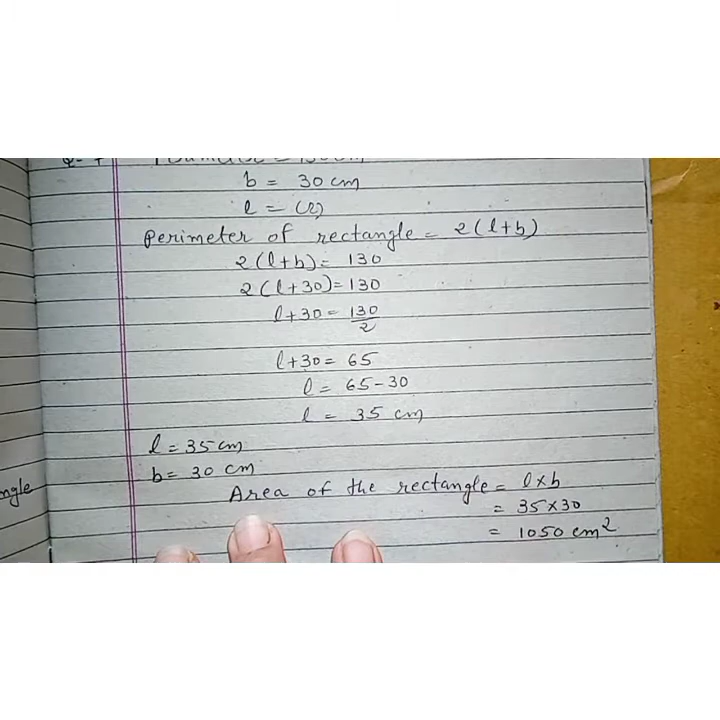 b = 30 cm
l = (?)
Perimeter of rectangle = 2(l+b)
2(l+b) = 130
2(l+30) = 130
l+30 = 130/2
l+30 = 65
l = 65-30
l = 35 cm
l = 35 cm
b = 30 cm
Area of the rectangle = l×b
= 35×30
= 1050 cm²